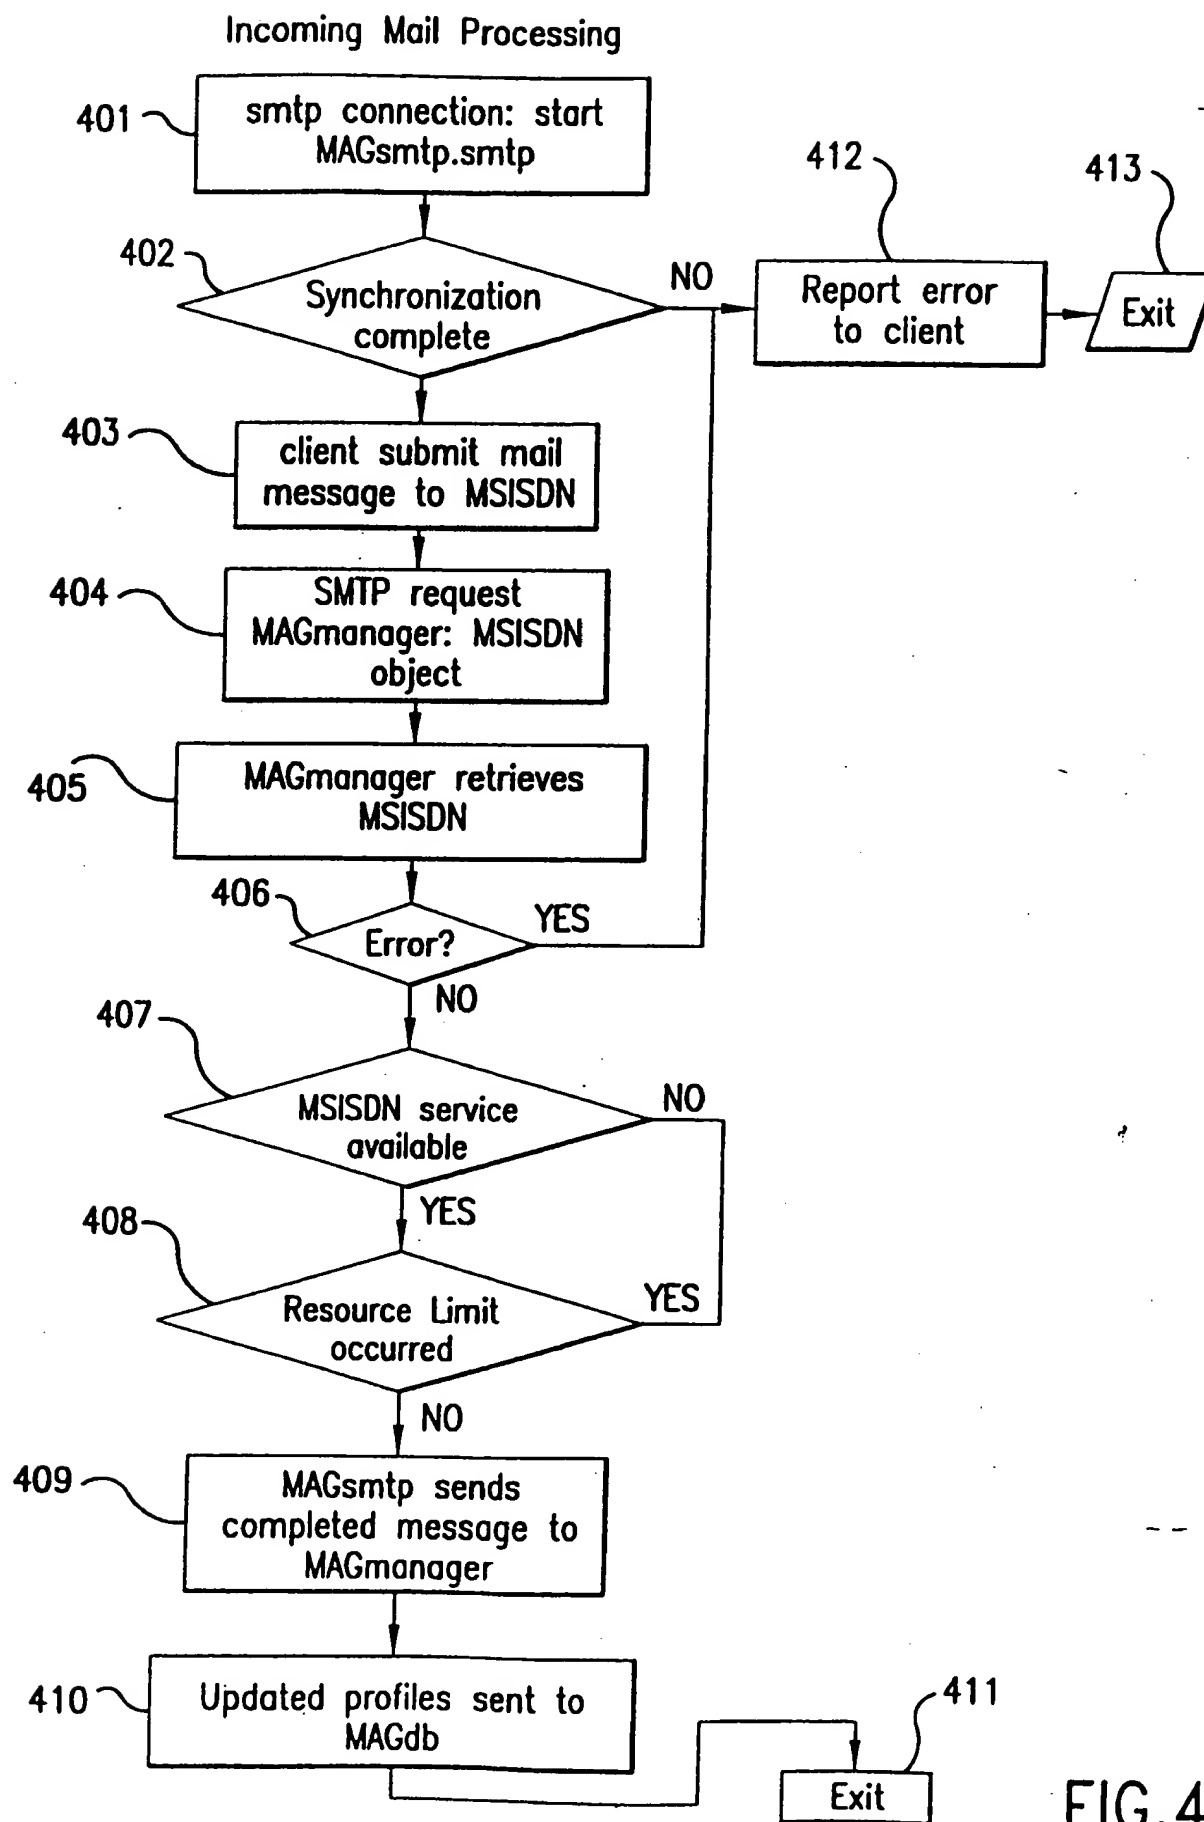 Incoming Mail Processing
401
smtp connection: start
MAGsmtp.smtp
412
413
402
NO
Synchronization
complete
Report error
to client
Exit
403
client submit mail
message to MSISDN
404
SMTP request
MAGmanager: MSISDN
object
405
MAGmanager retrieves
MSISDN
406
YES
Error?
NO
407
NO
MSISDN service
available
YES
408
YES
Resource Limit
occurred
NO
409
MAGsmtp sends
completed message to
MAGmanager
410
Updated profiles sent to
MAGdb
411
Exit
FIG.4